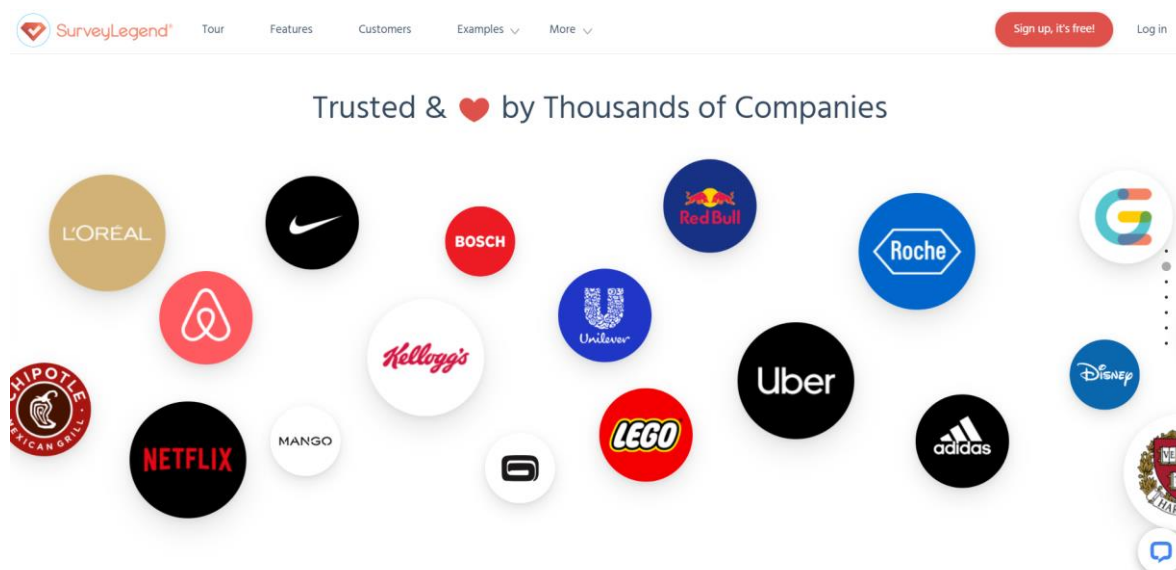 SurveyLegend®
Tour
Features
Customers
Examples
More
Sign up, it's free!
Log in
Trusted & by Thousands of Companies
L'ORÉAL
BOSCH
Red Bull
Roche
Unilever
Kellogg's
Uber
DISNEY
CHIPOTLE
MEXICAN GRILL
NETFLIX
MANGO
LEGO
adidas